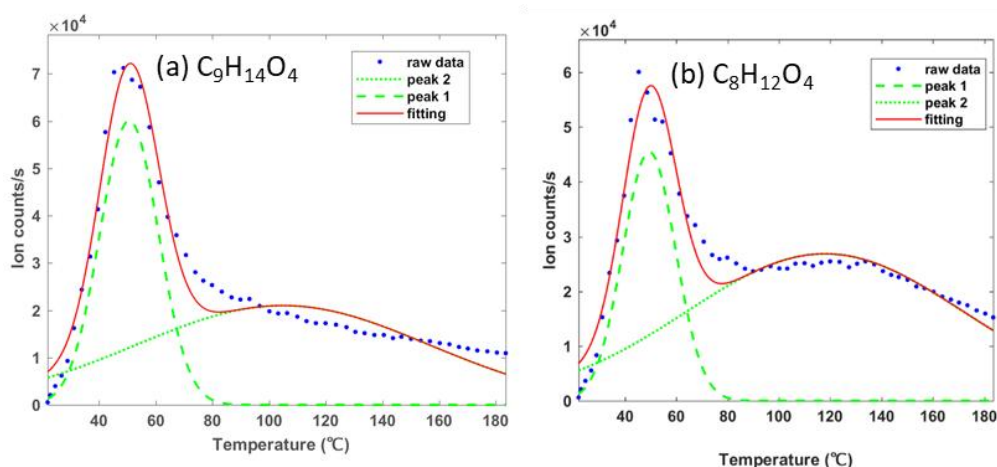 ×10⁴
(a) C₉H₁₄O₄
raw data
peak 2
peak 1
fitting
Ion counts/s
7
6
5
4
3
2
1
0
40 60 80 100 120 140 160 180
Temperature (℃)
×10⁴
(b) C₈H₁₂O₄
raw data
peak 1
peak 2
fitting
Ion counts/s
6
5
4
3
2
1
0
40 60 80 100 120 140 160 180
Temperature (℃)